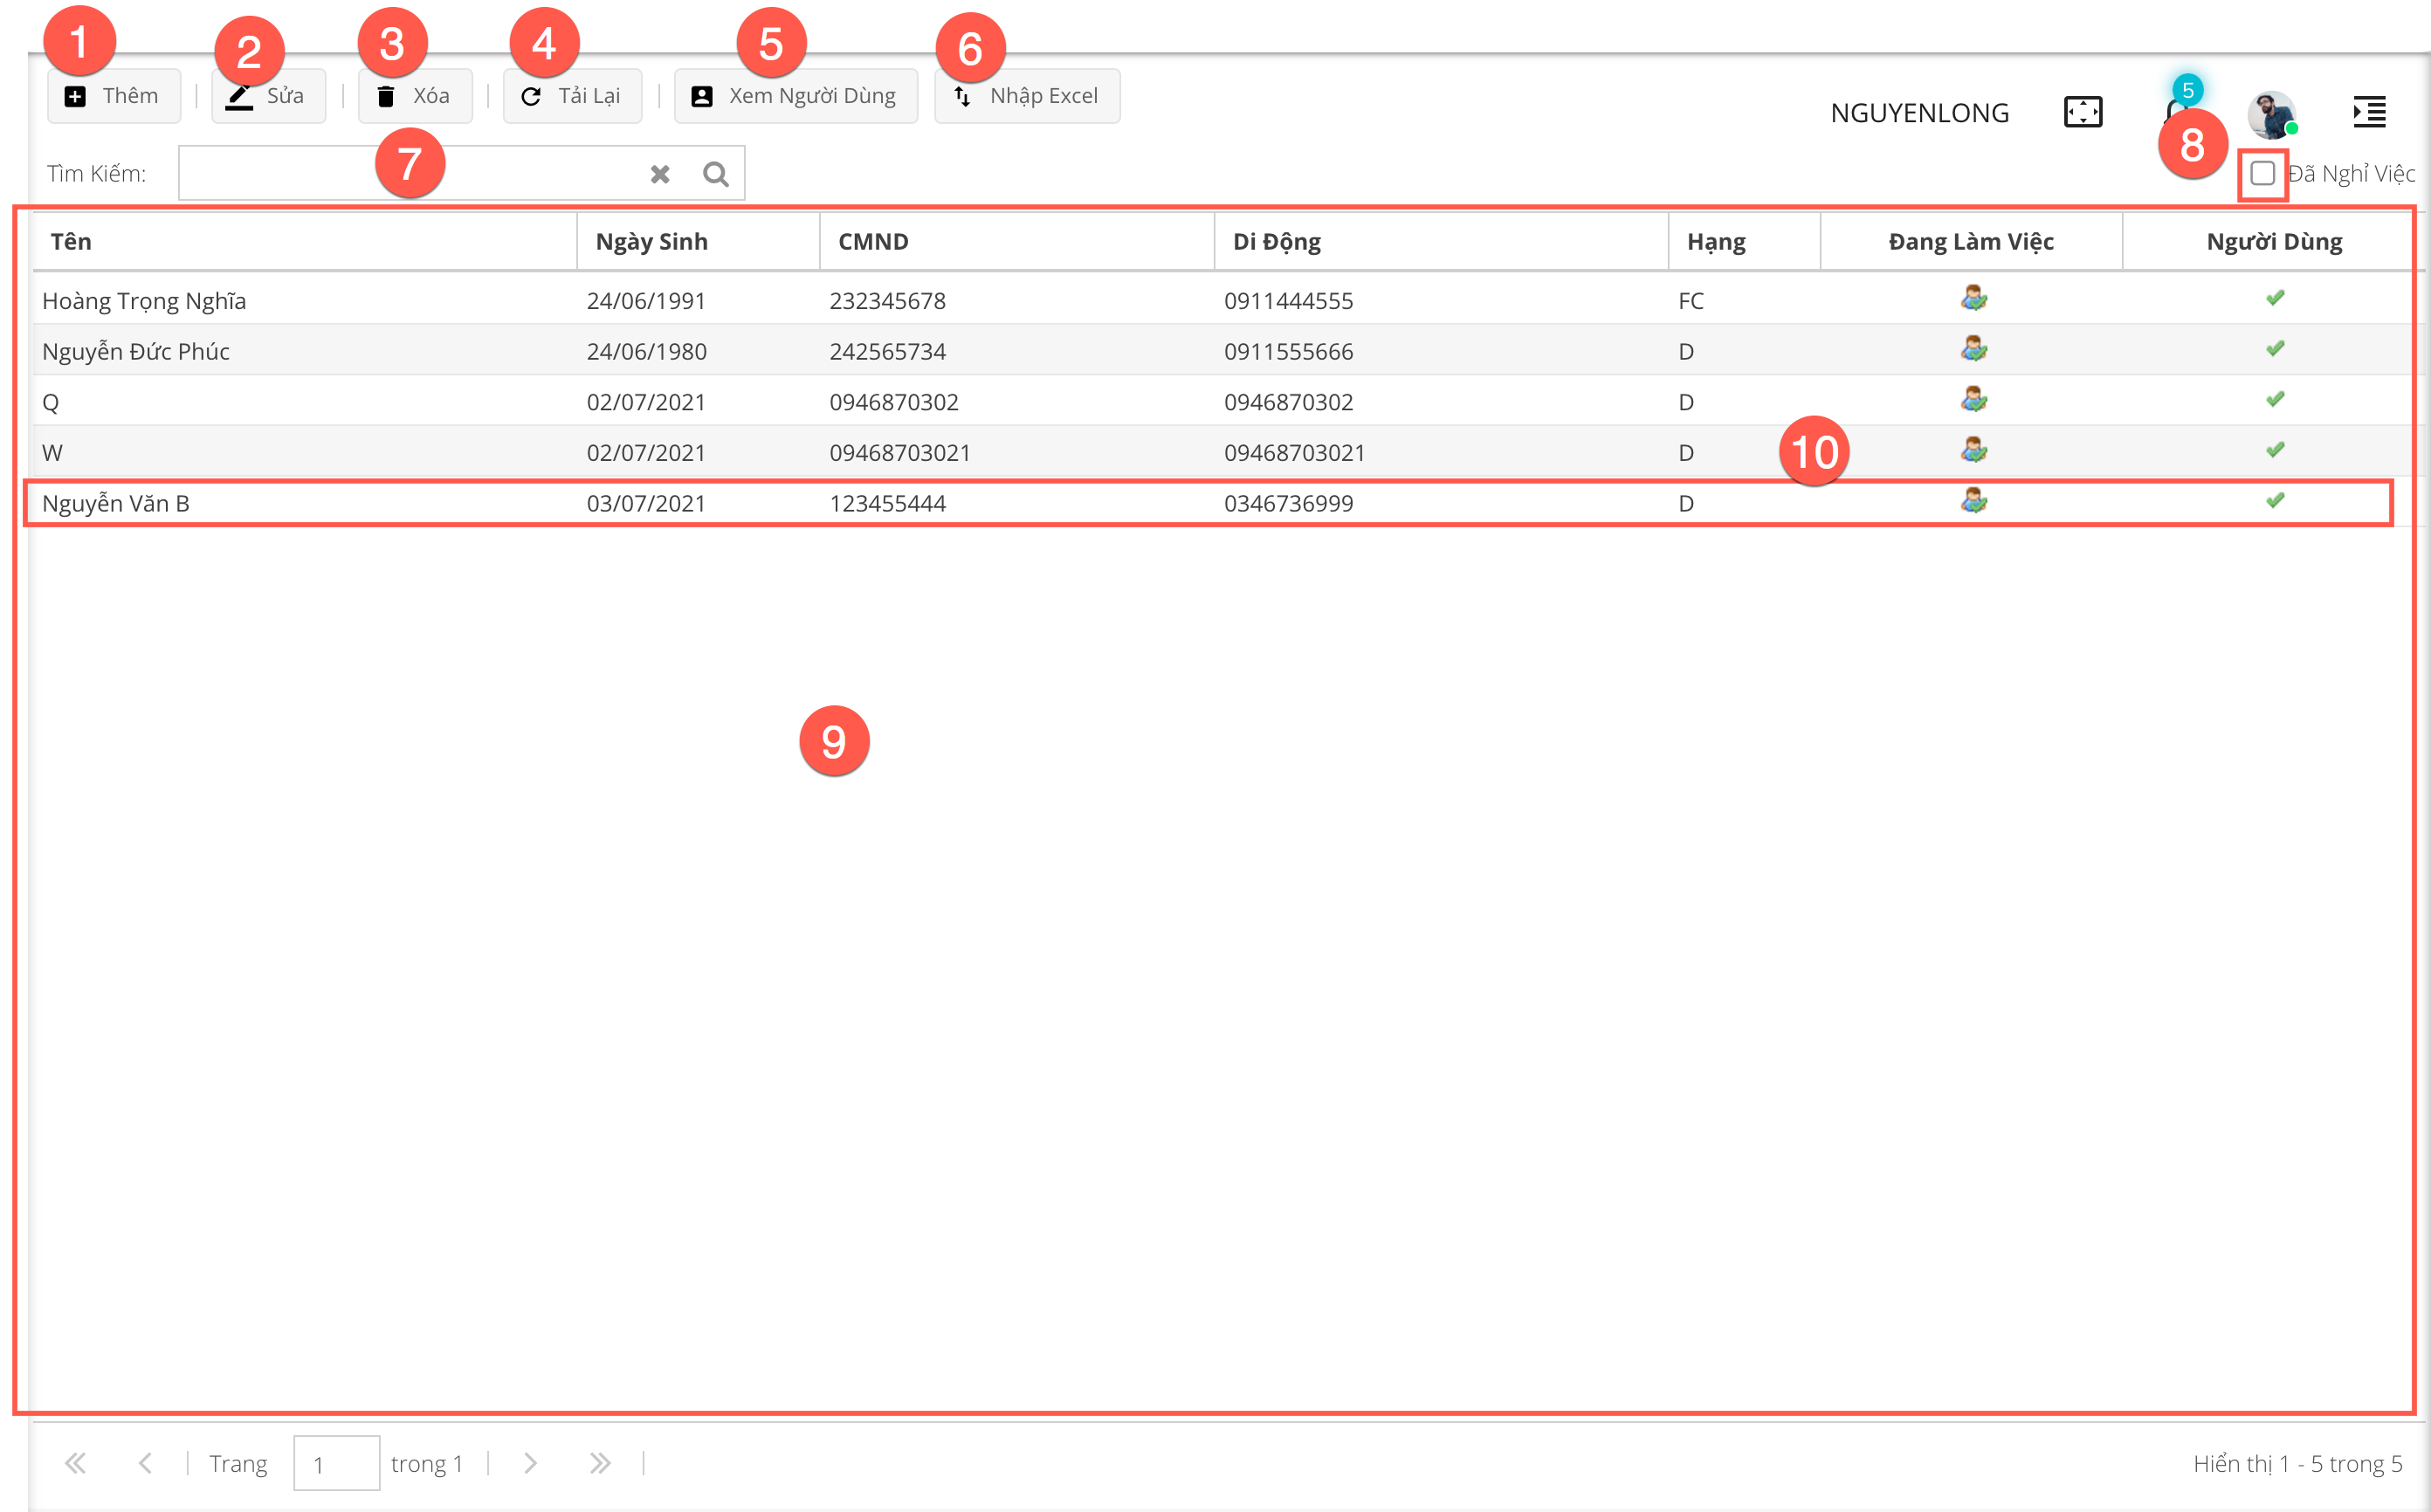 1 2 3 4 5 6
Thêm Sửa Xóa Tải Lại Xem Người Dùng Nhập Excel
NGUYENLONG 5
Tìm Kiếm: 7 8 Đã Nghỉ Việc
Tên Ngày Sinh CMND Di Động Hạng Đang Làm Việc Người Dùng
Hoàng Trọng Nghĩa 24/06/1991 232345678 0911444555 FC
Nguyễn Đức Phúc 24/06/1980 242565734 0911555666 D
Q 02/07/2021 0946870302 0946870302 D
W 02/07/2021 09468703021 09468703021 D 10
Nguyễn Văn B 03/07/2021 123455444 0346736999 D
9
Trang 1 trong 1 Hiển thị 1 - 5 trong 5